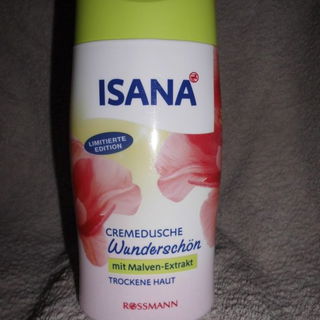 ISANA
LIMITIERTE
EDITION
CREMEDUSCHE
Wunderschön
mit Malven-Extrakt
TROCKENE HAUT
ROSSMANN